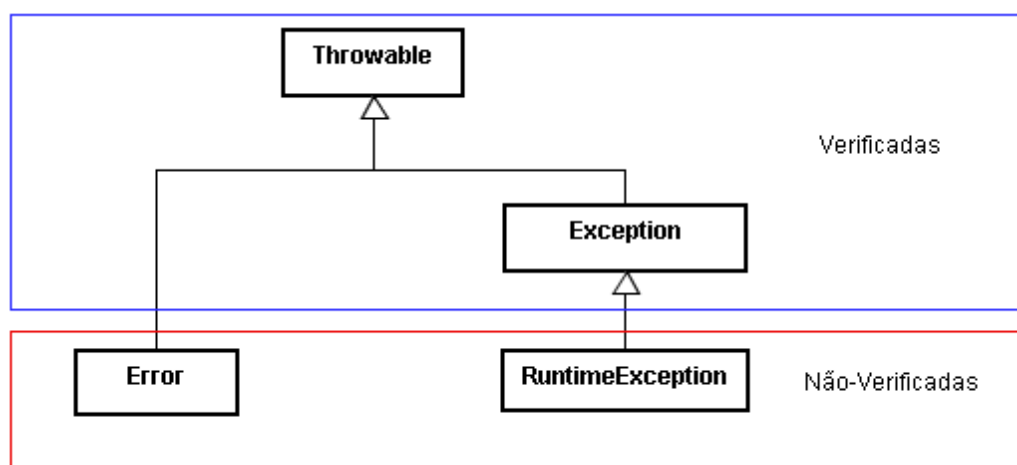 Throwable
Verificadas
Exception
Error
RuntimeException
Não-Verificadas